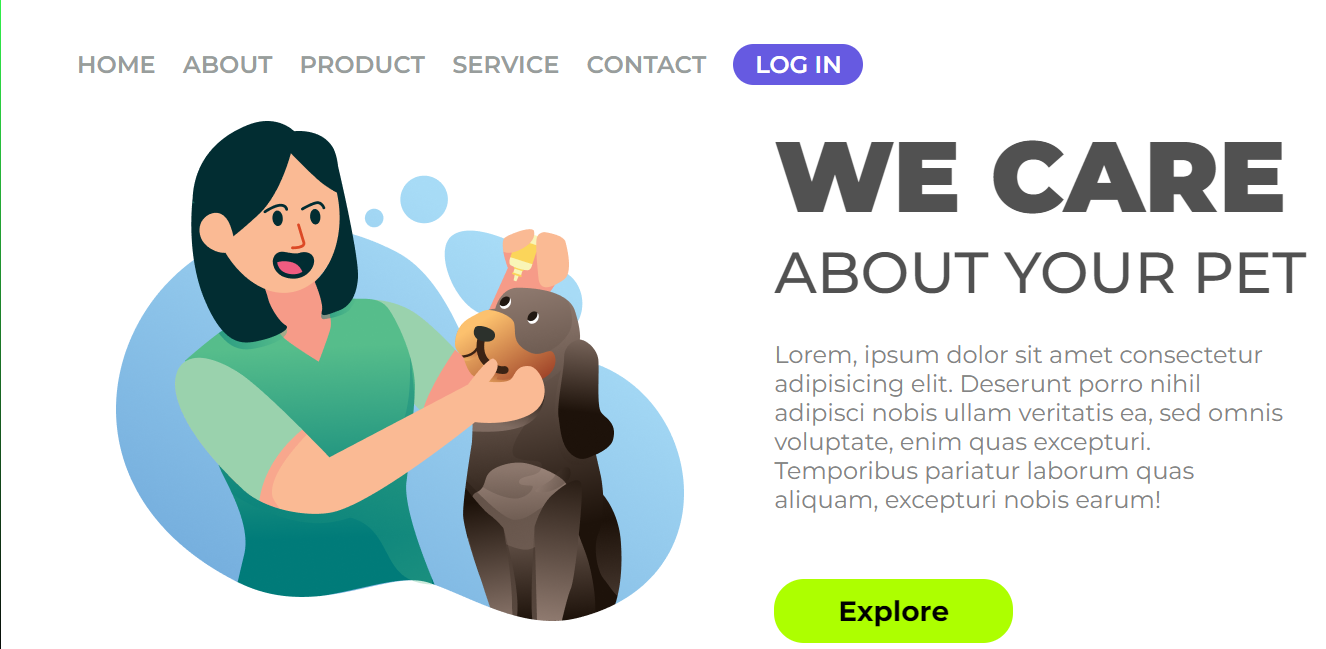 HOME ABOUT PRODUCT SERVICE CONTACT LOG IN
WE CARE
ABOUT YOUR PET
Lorem, ipsum dolor sit amet consectetur
adipisicing elit. Deserunt porro nihil
adipisci nobis ullam veritatis ea, sed omnis
voluptate, enim quas excepturi.
Temporibus pariatur laborum quas
aliquam, excepturi nobis earum!
Explore